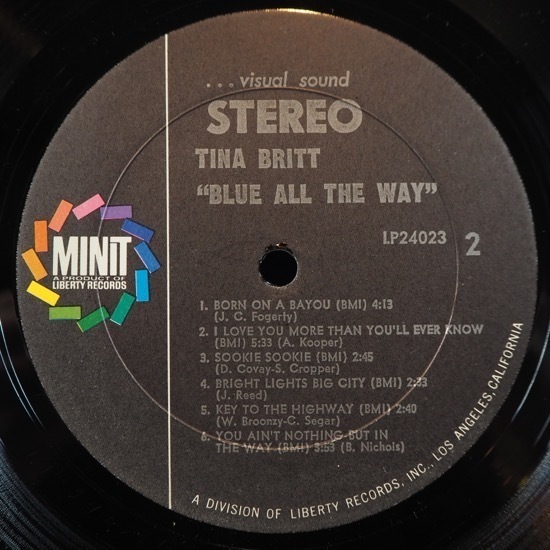 ...visual sound
STEREO
TINA BRITT
"BLUE ALL THE WAY"
LP24023
2
MINIT
A PRODUCT OF
LIBERTY RECORDS
1. BORN ON A BAYOU (BMI) 4:13
(J. C. Fogerty)
2. I LOVE YOU MORE THAN YOU'LL EVER KNOW
(BMI) 5:33 (A. Kooper)
3. SOOKIE SOOKIE (BMI) 2:45
(D. Covay-S. Cropper)
4. BRIGHT LIGHTS BIG CITY (BMI) 2:33
(J. Reed)
5. KEY TO THE HIGHWAY (BMI) 2:40
(W. Broonzy-C. Segar)
6. YOU AIN'T NOTHING BUT IN
THE WAY (BMI) 3:53 (B. Nichols)
A DIVISION OF LIBERTY RECORDS, INC., LOS ANGELES, CALIFORNIA